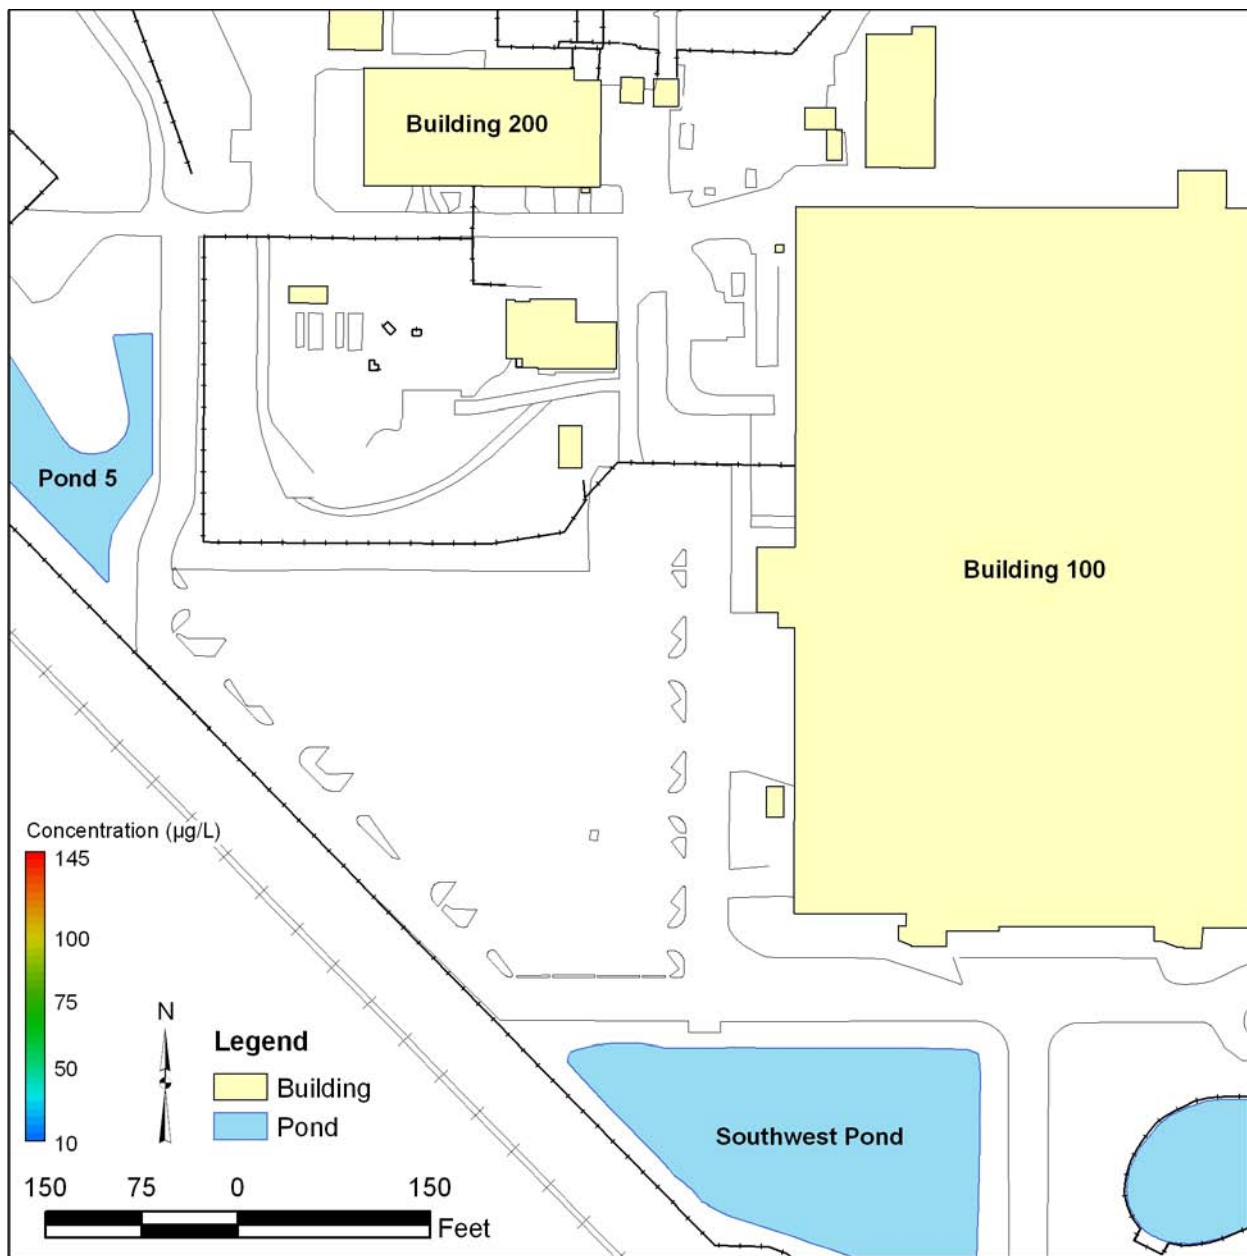 Building 200
Pond 5
Building 100
Concentration (µg/L)
145
100
75
50
10
N
Legend
Building
Pond
Southwest Pond
150 75 0 150
Feet